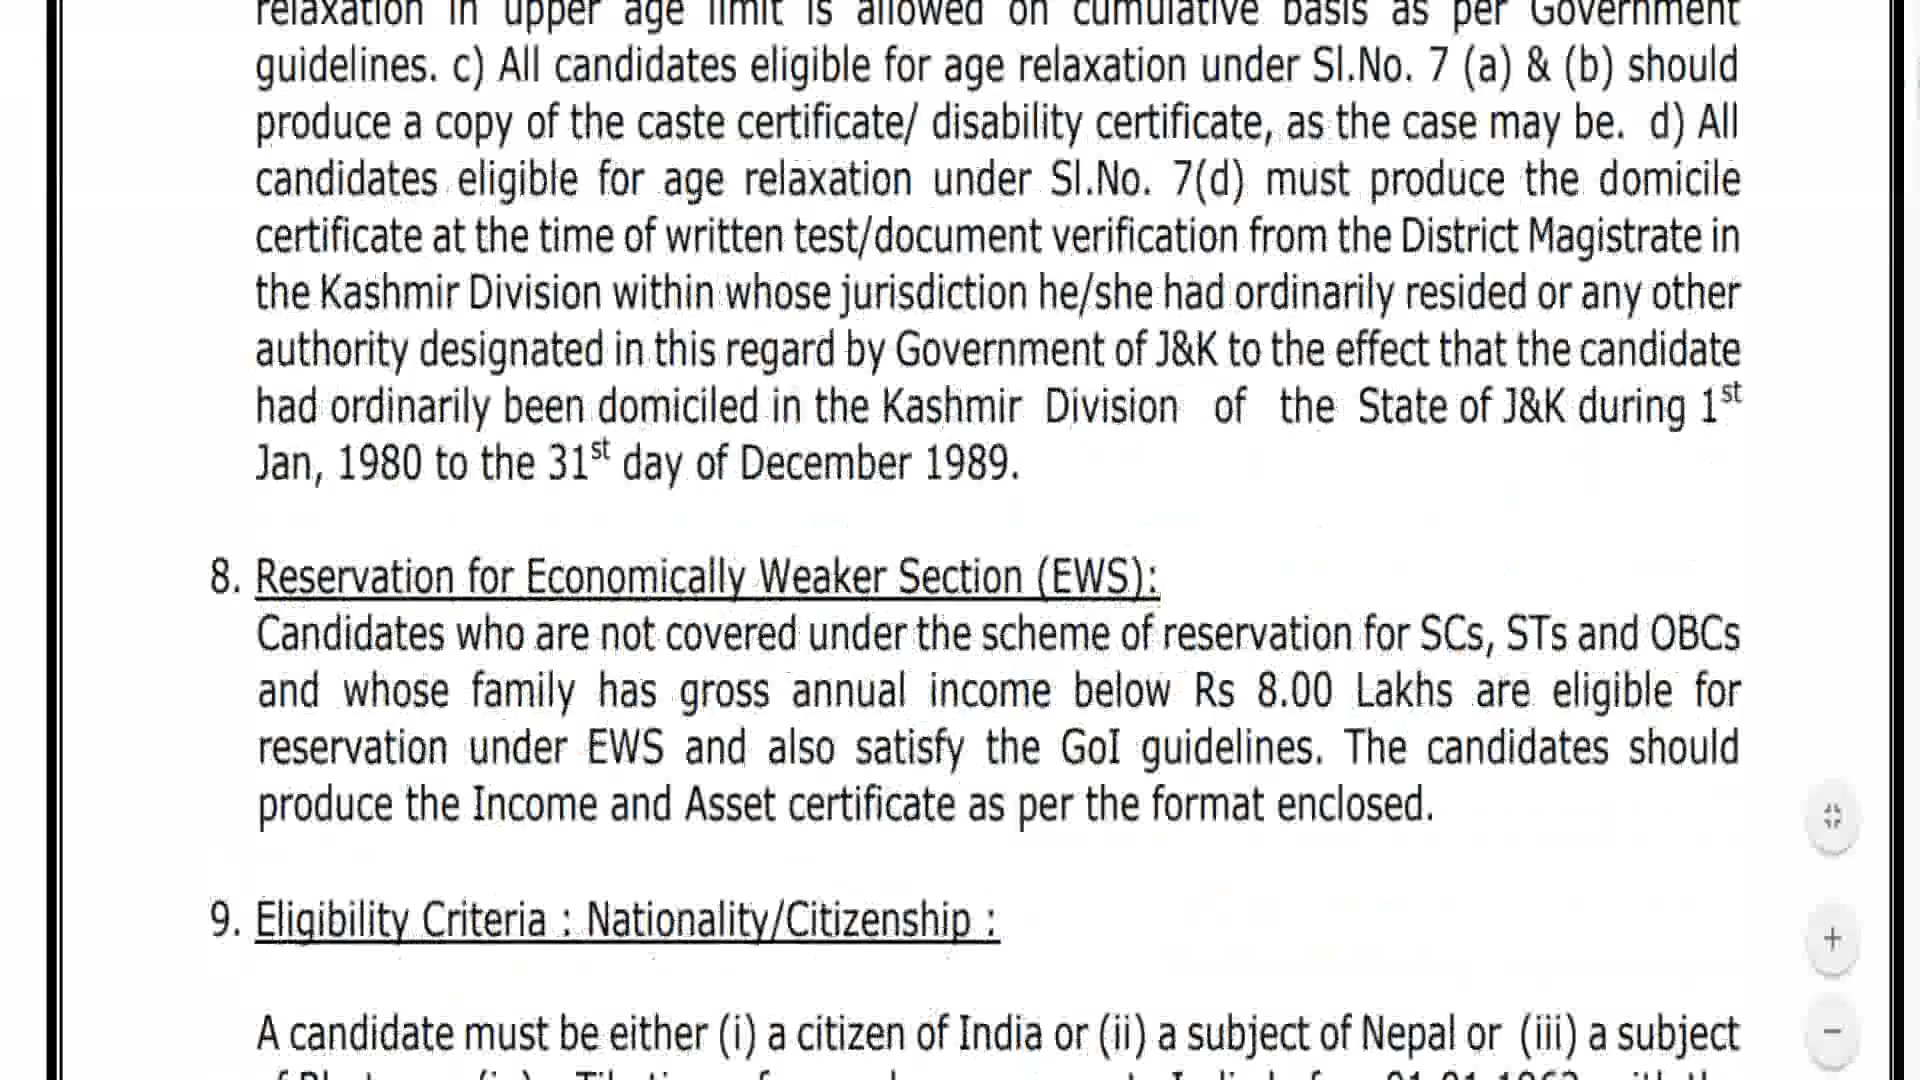 relaxation in upper age limit is allowed on cumulative basis as per Government
guidelines. c) All candidates eligible for age relaxation under Sl.No. 7 (a) & (b) should
produce a copy of the caste certificate/ disability certificate, as the case may be. d) All
candidates eligible for age relaxation under Sl.No. 7(d) must produce the domicile
certificate at the time of written test/document verification from the District Magistrate in
the Kashmir Division within whose jurisdiction he/she had ordinarily resided or any other
authority designated in this regard by Government of J&K to the effect that the candidate
had ordinarily been domiciled in the Kashmir Division of the State of J&K during 1st
Jan, 1980 to the 31st day of December 1989.
8. Reservation for Economically Weaker Section (EWS):
Candidates who are not covered under the scheme of reservation for SCs, STs and OBCs
and whose family has gross annual income below Rs 8.00 Lakhs are eligible for
reservation under EWS and also satisfy the GoI guidelines. The candidates should
produce the Income and Asset certificate as per the format enclosed.
9. Eligibility Criteria : Nationality/Citizenship :
A candidate must be either (i) a citizen of India or (ii) a subject of Nepal or (iii) a subject